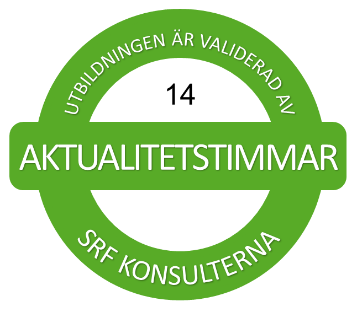 UTBILDNINGEN ÄR VALIDERAD AV
14
AKTUALITETSTIMMAR
SRF KONSULTERNA